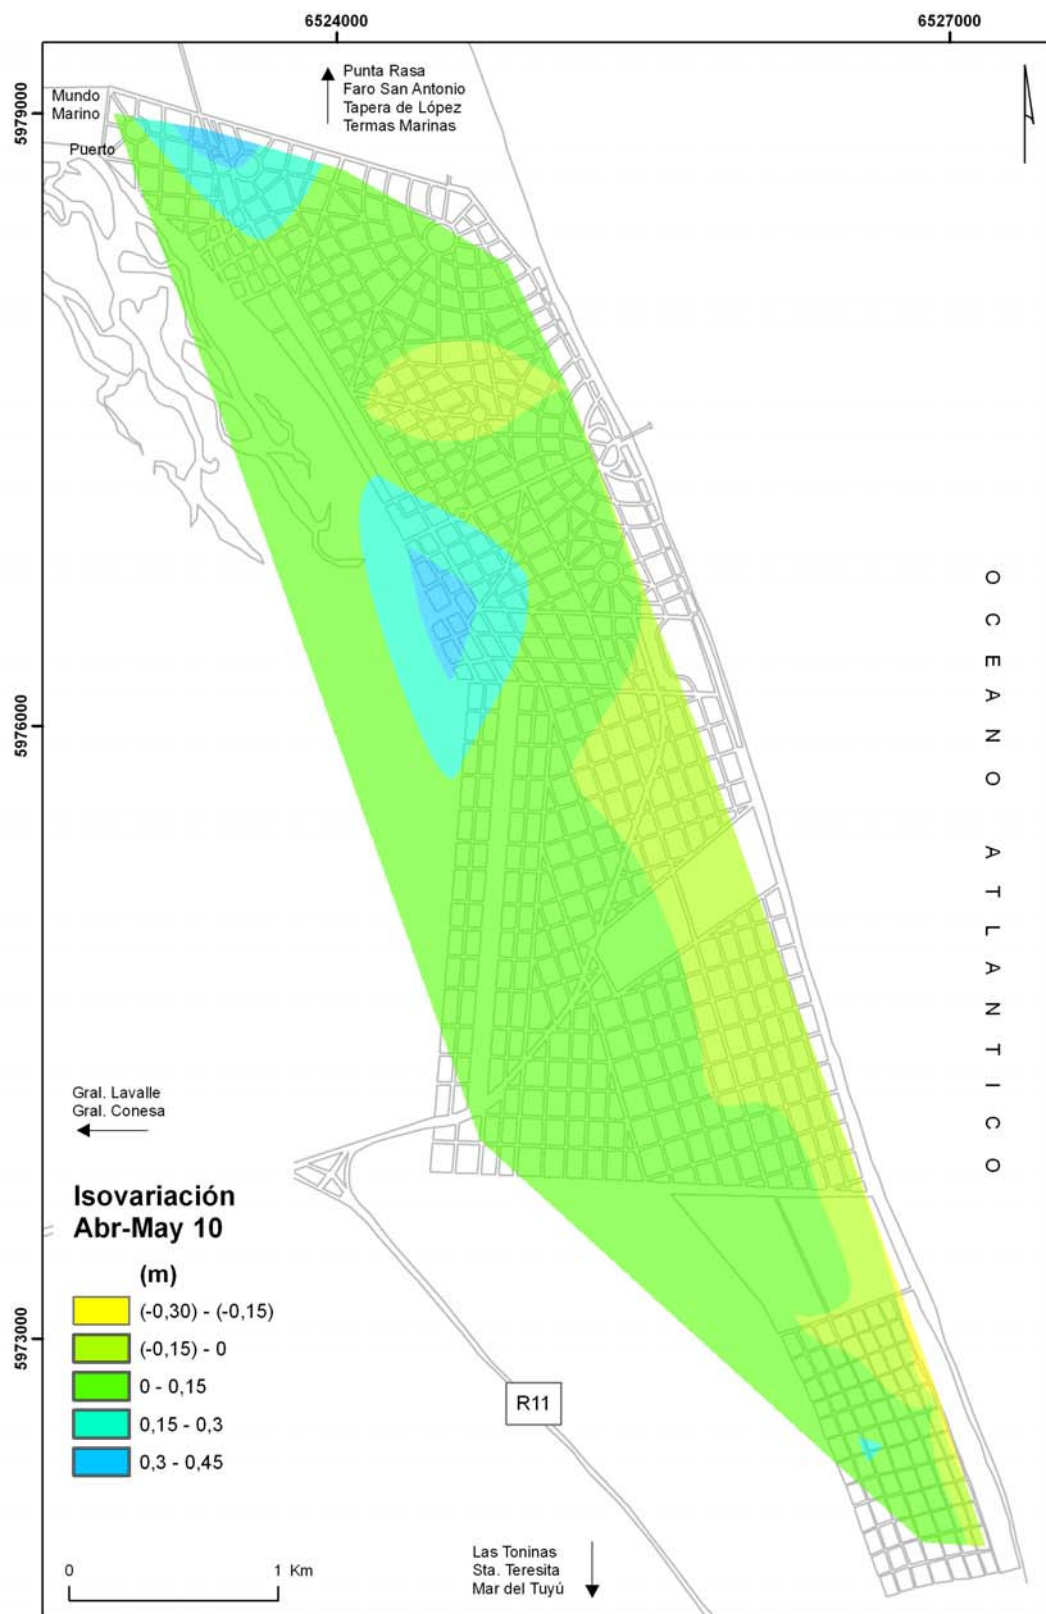 6524000
6527000
5979000
5976000
5973000
Mundo
Marino
Puerto
Punta Rasa
Faro San Antonio
Tapera de López
Termas Marinas
OCEANO ATLANTICO
Gral. Lavalle
Gral. Conesa
Isovariación
Abr-May 10
(m)
(-0,30) - (-0,15)
(-0,15) - 0
0 - 0,15
0,15 - 0,3
0,3 - 0,45
R11
0 1 Km
Las Toninas
Sta. Teresita
Mar del Tuyú